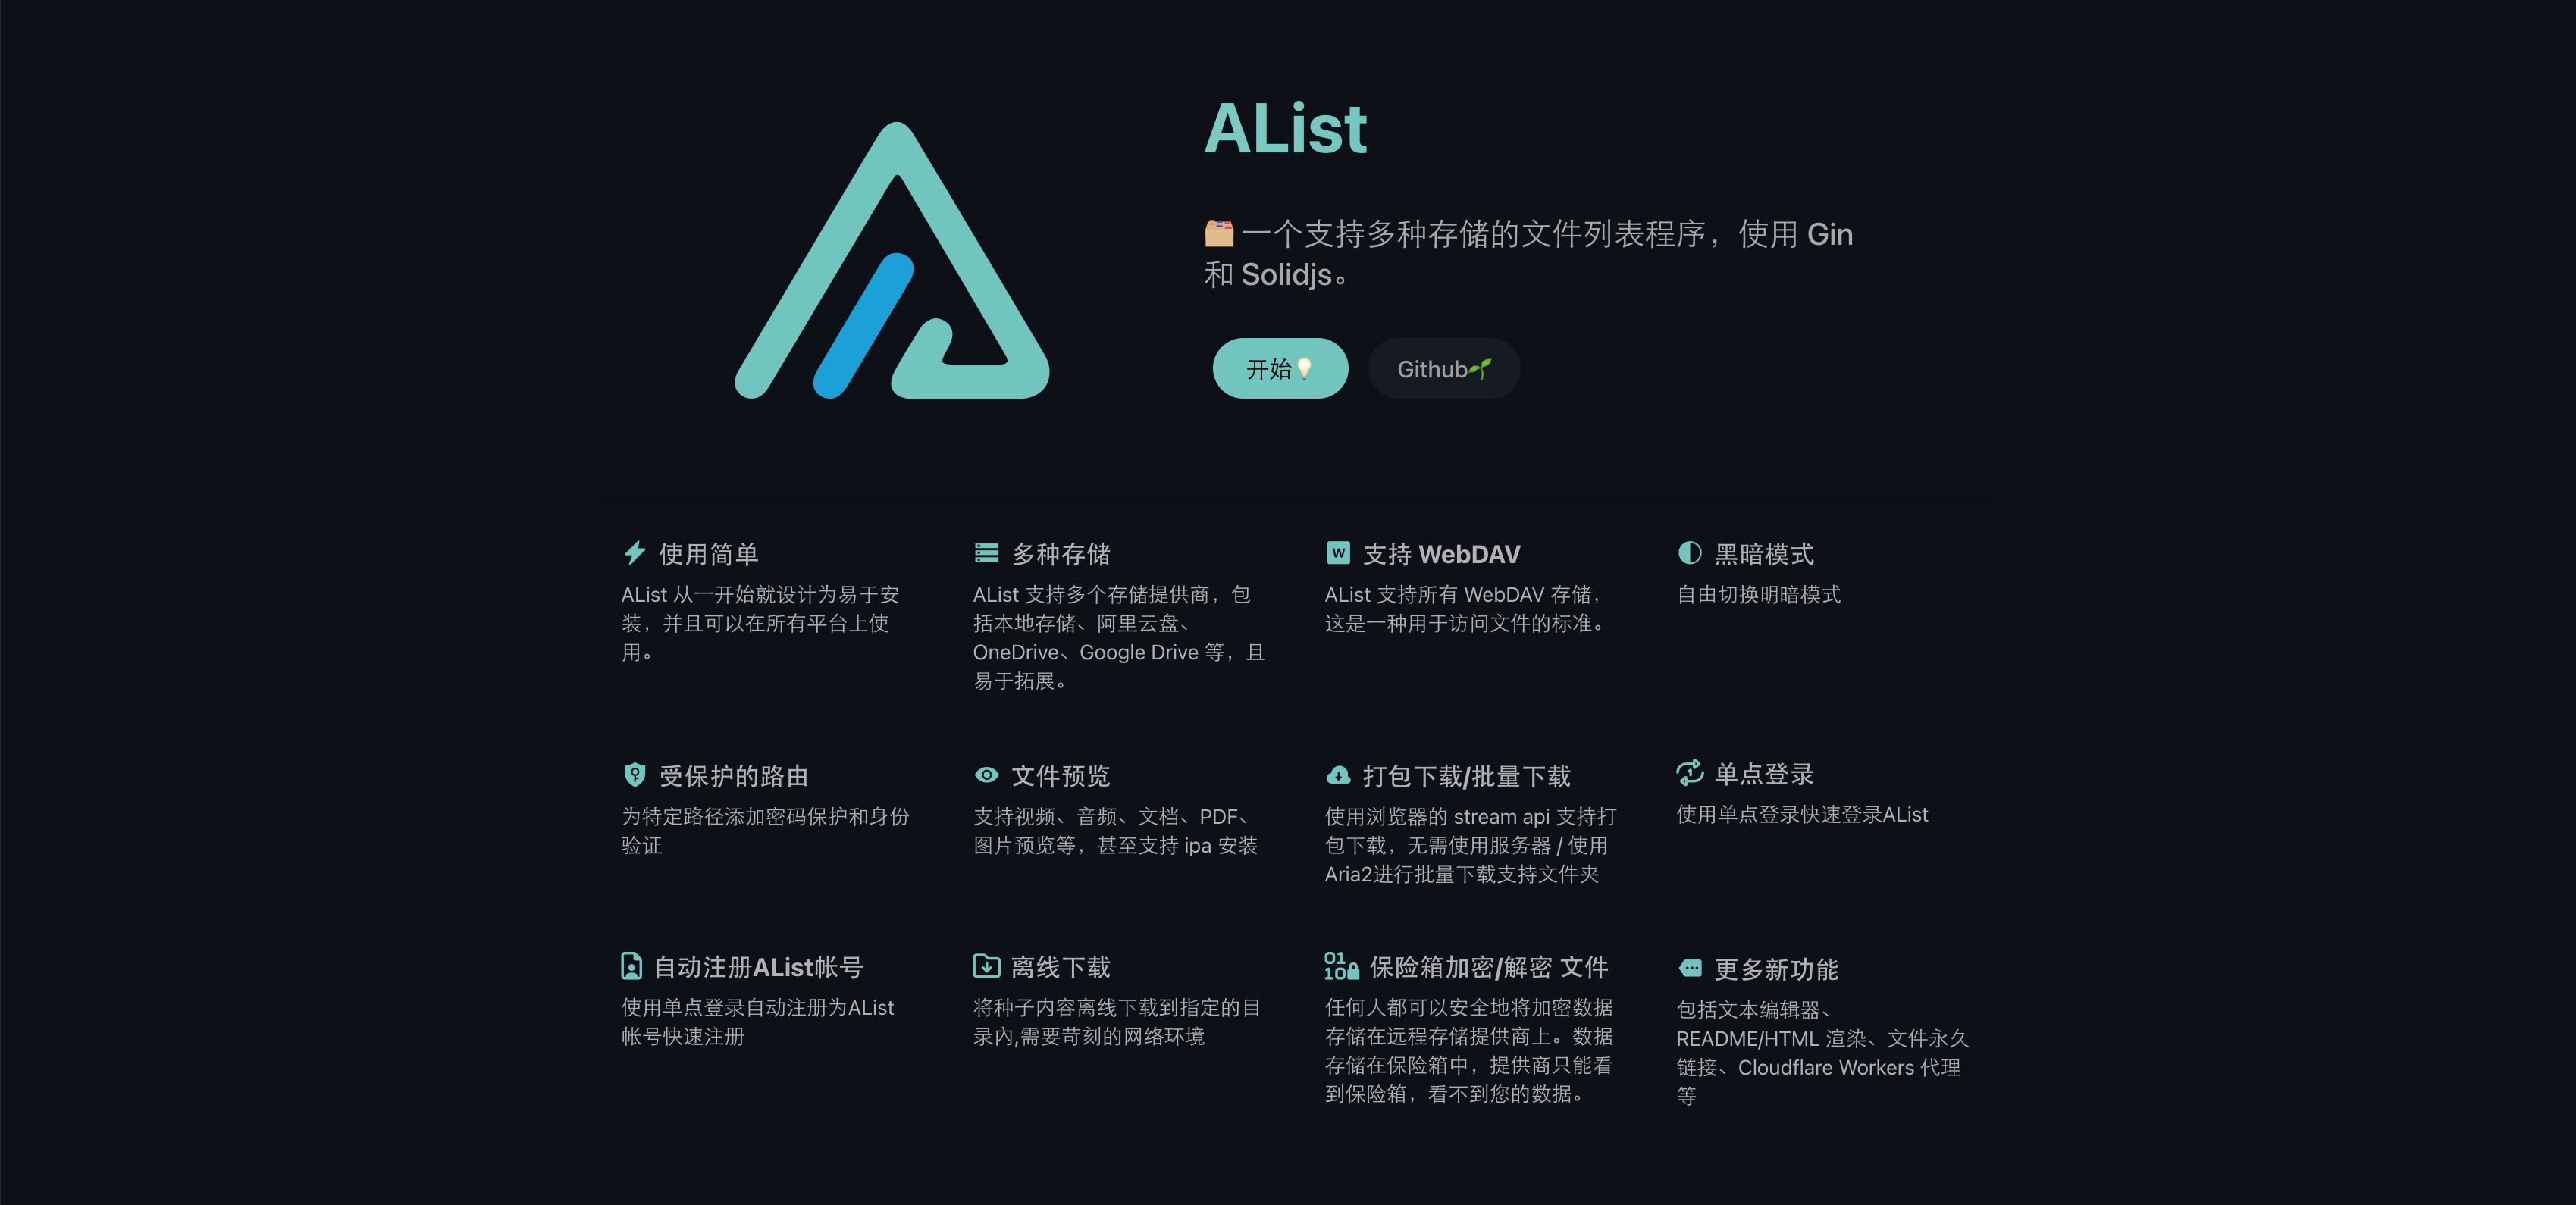 AList
🗂️一个支持多种存储的文件列表程序，使用 Gin
和 Solidjs。
开始💡
Github🌱
使用简单
AList 从一开始就设计为易于安
装，并且可以在所有平台上使
用。
多种存储
AList 支持多个存储提供商，包
括本地存储、阿里云盘、
OneDrive、Google Drive 等，且
易于拓展。
W
支持 WebDAV
AList 支持所有 WebDAV 存储，
这是一种用于访问文件的标准。
黑暗模式
自由切换明暗模式
受保护的路由
为特定路径添加密码保护和身份
验证
文件预览
支持视频、音频、文档、PDF、
图片预览等，甚至支持 ipa 安装
打包下载/批量下载
使用浏览器的 stream api 支持打
包下载，无需使用服务器 / 使用
Aria2进行批量下载支持文件夹
单点登录
使用单点登录快速登录AList
自动注册AList帐号
使用单点登录自动注册为AList
帐号快速注册
离线下载
将种子内容离线下载到指定的目
录內,需要苛刻的网络环境
01
10
保险箱加密/解密 文件
任何人都可以安全地将加密数据
存储在远程存储提供商上。数据
存储在保险箱中，提供商只能看
到保险箱，看不到您的数据。
更多新功能
包括文本编辑器、
README/HTML 渲染、文件永久
链接、Cloudflare Workers 代理
等